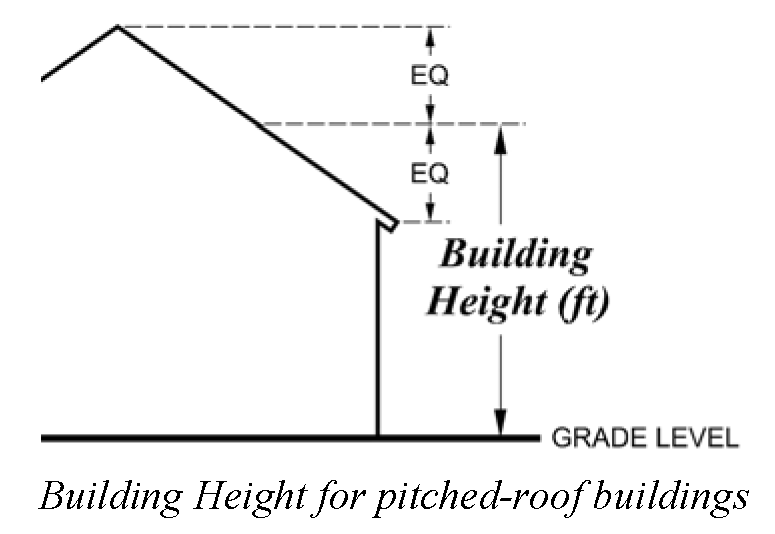 EQ
EQ
Building
Height (ft)
GRADE LEVEL
Building Height for pitched-roof buildings